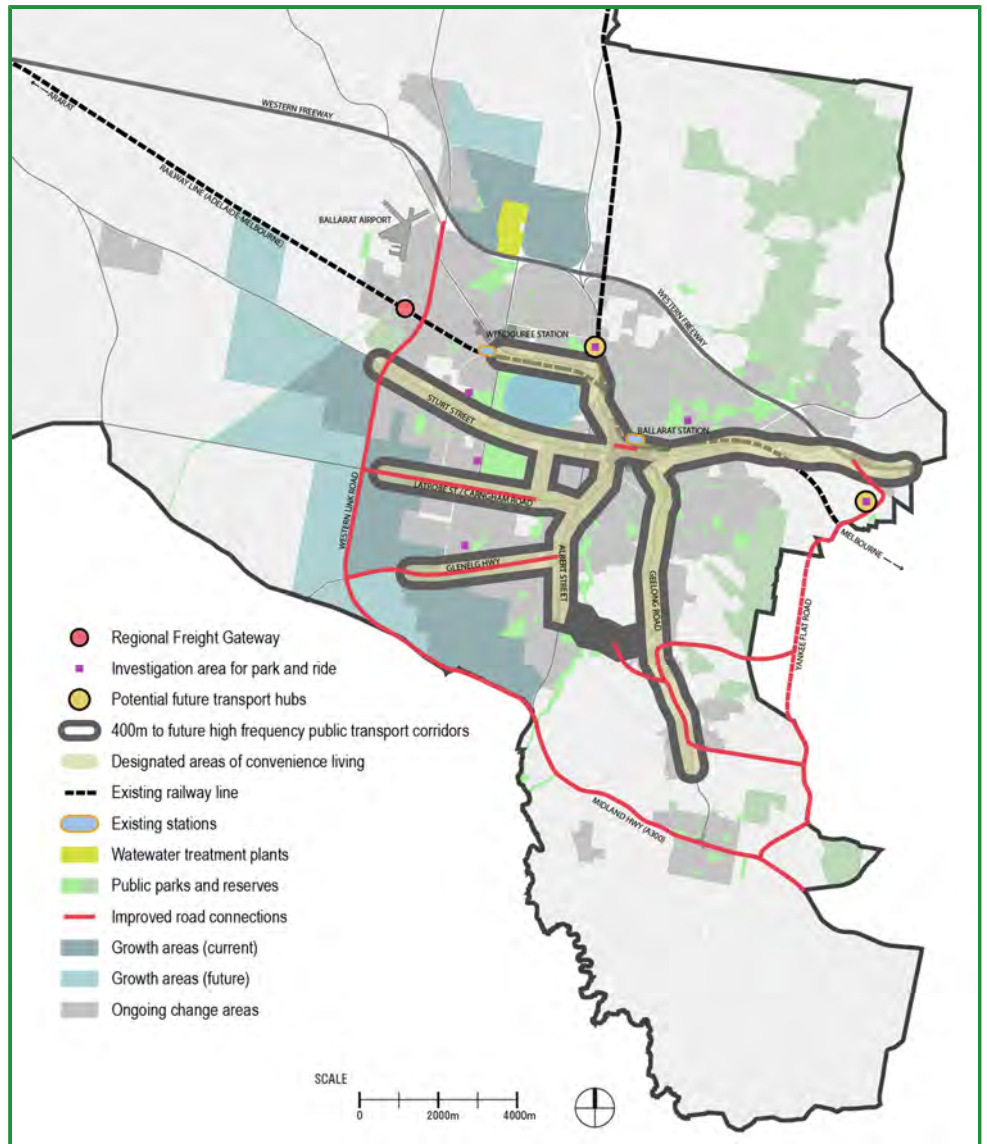 ←--- ARARAT
WESTERN FREEWAY
RAILWAY LINE (ADELAIDE-MELBOURNE)
BALLARAT AIRPORT
WESTERN FREEWAY
WENDOUREE STATION
STURT STREET
BALLARAT STATION
LATROBE ST / CARNGHAM ROAD
WESTERN LINK ROAD
MELBOURNE ---→
GLENELG HWY
ALBERT STREET
GEELONG ROAD
YANKEE FLAT ROAD
MIDLAND HWY (A300)
Regional Freight Gateway
Investigation area for park and ride
Potential future transport hubs
400m to future high frequency public transport corridors
Designated areas of convenience living
Existing railway line
Existing stations
Watewater treatment plants
Public parks and reserves
Improved road connections
Growth areas (current)
Growth areas (future)
Ongoing change areas
SCALE
0 2000m 4000m